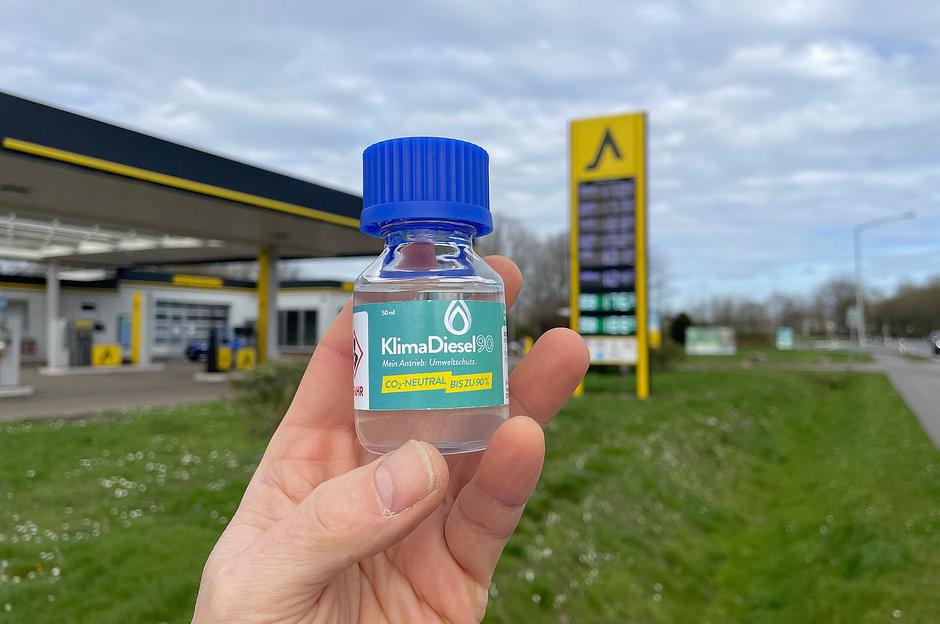 50 ml
KlimaDiesel90
Mein Antrieb: Umweltschutz.
CO₂-NEUTRAL BIS ZU 90%